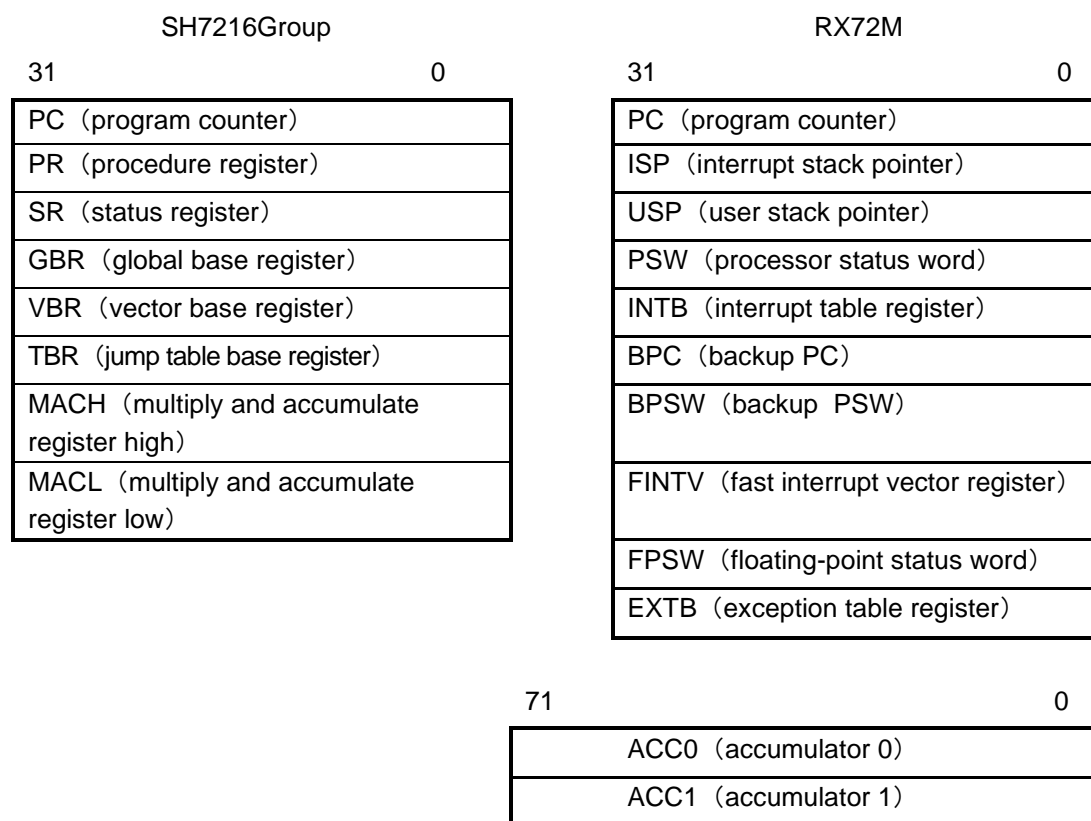 SH7216Group
31 0
PC（program counter）
PR（procedure register）
SR（status register）
GBR（global base register）
VBR（vector base register）
TBR（jump table base register）
MACH（multiply and accumulate
register high）
MACL（multiply and accumulate
register low）
RX72M
31 0
PC（program counter）
ISP（interrupt stack pointer）
USP（user stack pointer）
PSW（processor status word）
INTB（interrupt table register）
BPC（backup PC）
BPSW（backup PSW）
FINTV（fast interrupt vector register）
FPSW（floating-point status word）
EXTB（exception table register）
71 0
ACC0（accumulator 0）
ACC1（accumulator 1）